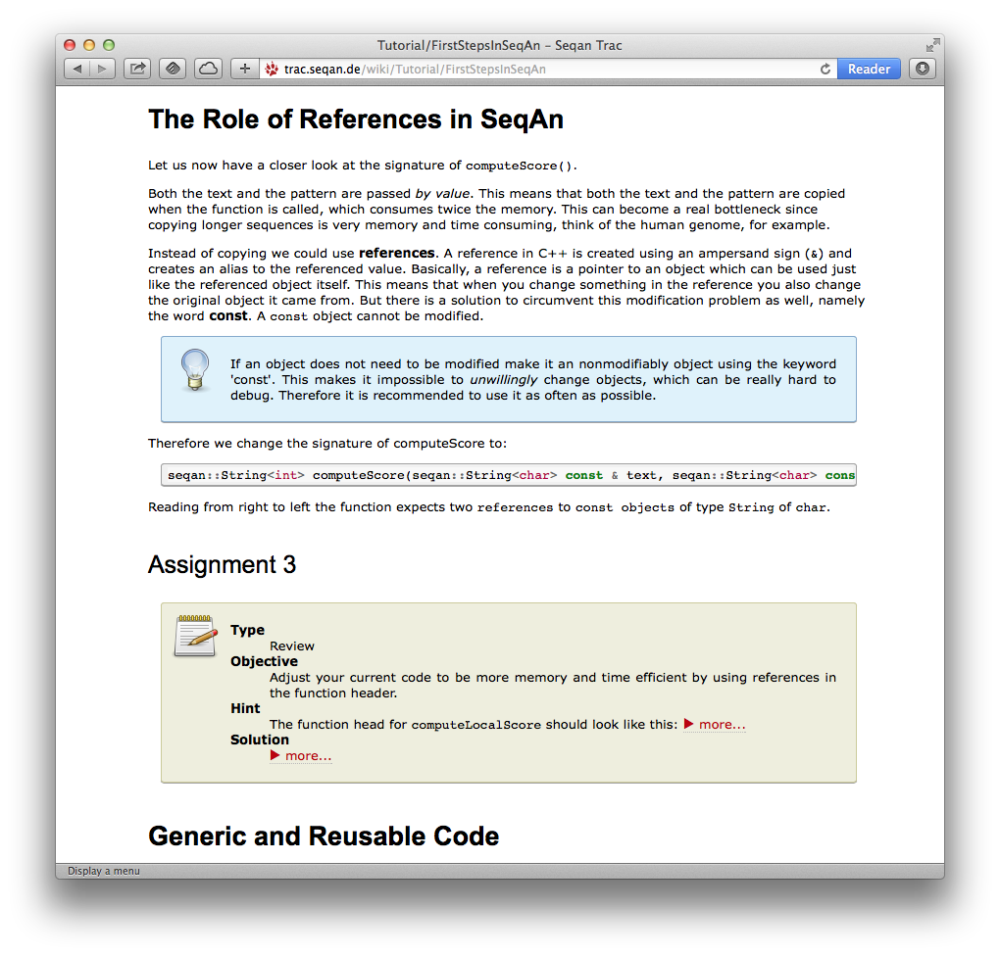 Tutorial/FirstStepsInSeqAn – Seqan Trac
trac.seqan.de/wiki/Tutorial/FirstStepsInSeqAn
Reader
The Role of References in SeqAn
Let us now have a closer look at the signature of computeScore().
Both the text and the pattern are passed by value. This means that both the text and the pattern are copied
when the function is called, which consumes twice the memory. This can become a real bottleneck since
copying longer sequences is very memory and time consuming, think of the human genome, for example.
Instead of copying we could use references. A reference in C++ is created using an ampersand sign (&) and
creates an alias to the referenced value. Basically, a reference is a pointer to an object which can be used just
like the referenced object itself. This means that when you change something in the reference you also change
the original object it came from. But there is a solution to circumvent this modification problem as well, namely
the word const. A const object cannot be modified.
If an object does not need to be modified make it an nonmodifiably object using the keyword
'const'. This makes it impossible to unwillingly change objects, which can be really hard to
debug. Therefore it is recommended to use it as often as possible.
Therefore we change the signature of computeScore to:
seqan::String<int> computeScore(seqan::String<char> const & text, seqan::String<char> cons
Reading from right to left the function expects two references to const objects of type String of char.
Assignment 3
Type
Review
Objective
Adjust your current code to be more memory and time efficient by using references in
the function header.
Hint
The function head for computeLocalScore should look like this: ▶ more...
Solution
▶ more...
Generic and Reusable Code
Display a menu